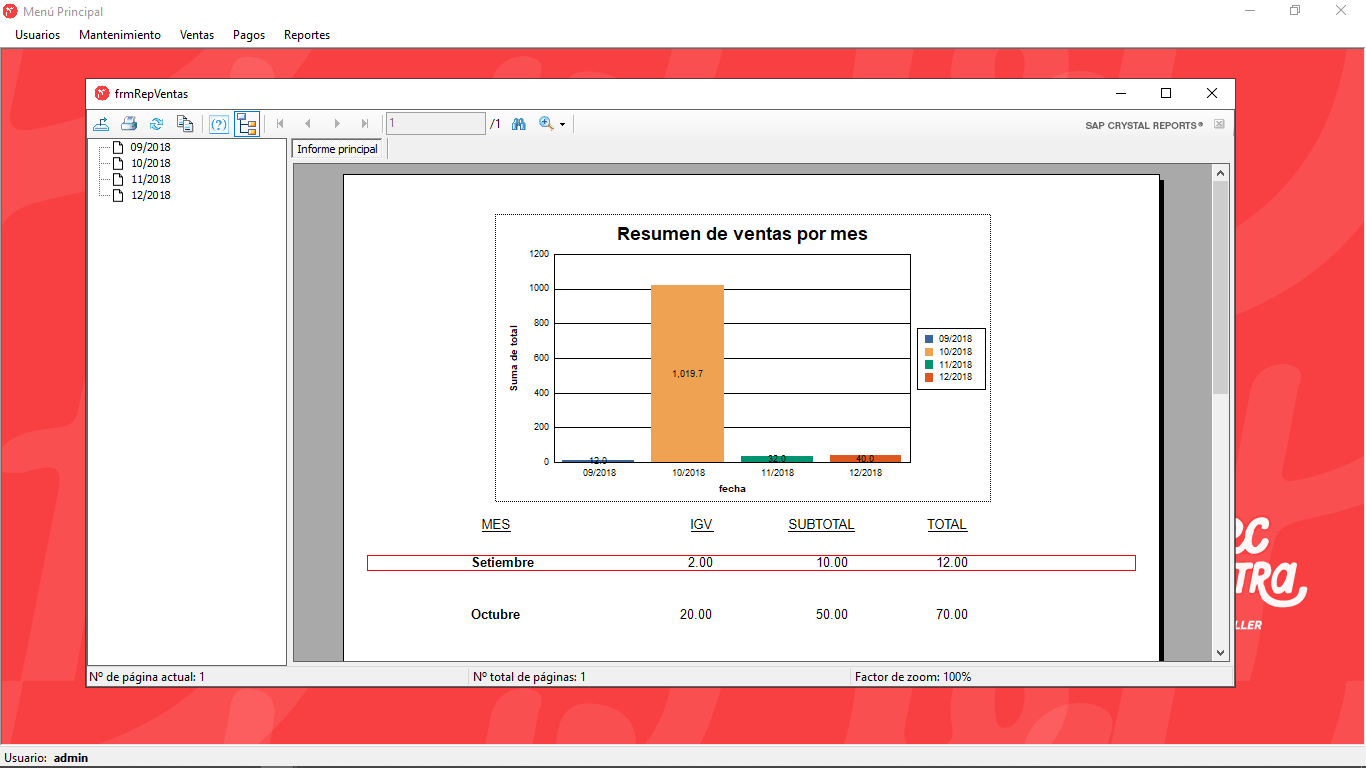 Menú Principal
Usuarios Mantenimiento Ventas Pagos Reportes
frmRepVentas
1 /1 SAP CRYSTAL REPORTS®
09/2018
10/2018
11/2018
12/2018
Informe principal
Resumen de ventas por mes
1200
1000
800
600
400
200
0
Suma de total
12.0
1,019.7
32.0
40.0
09/2018 10/2018 11/2018 12/2018
fecha
09/2018
10/2018
11/2018
12/2018
MES IGV SUBTOTAL TOTAL
Setiembre 2.00 10.00 12.00
Octubre 20.00 50.00 70.00
Nº de página actual: 1 Nº total de páginas: 1 Factor de zoom: 100%
Usuario: admin